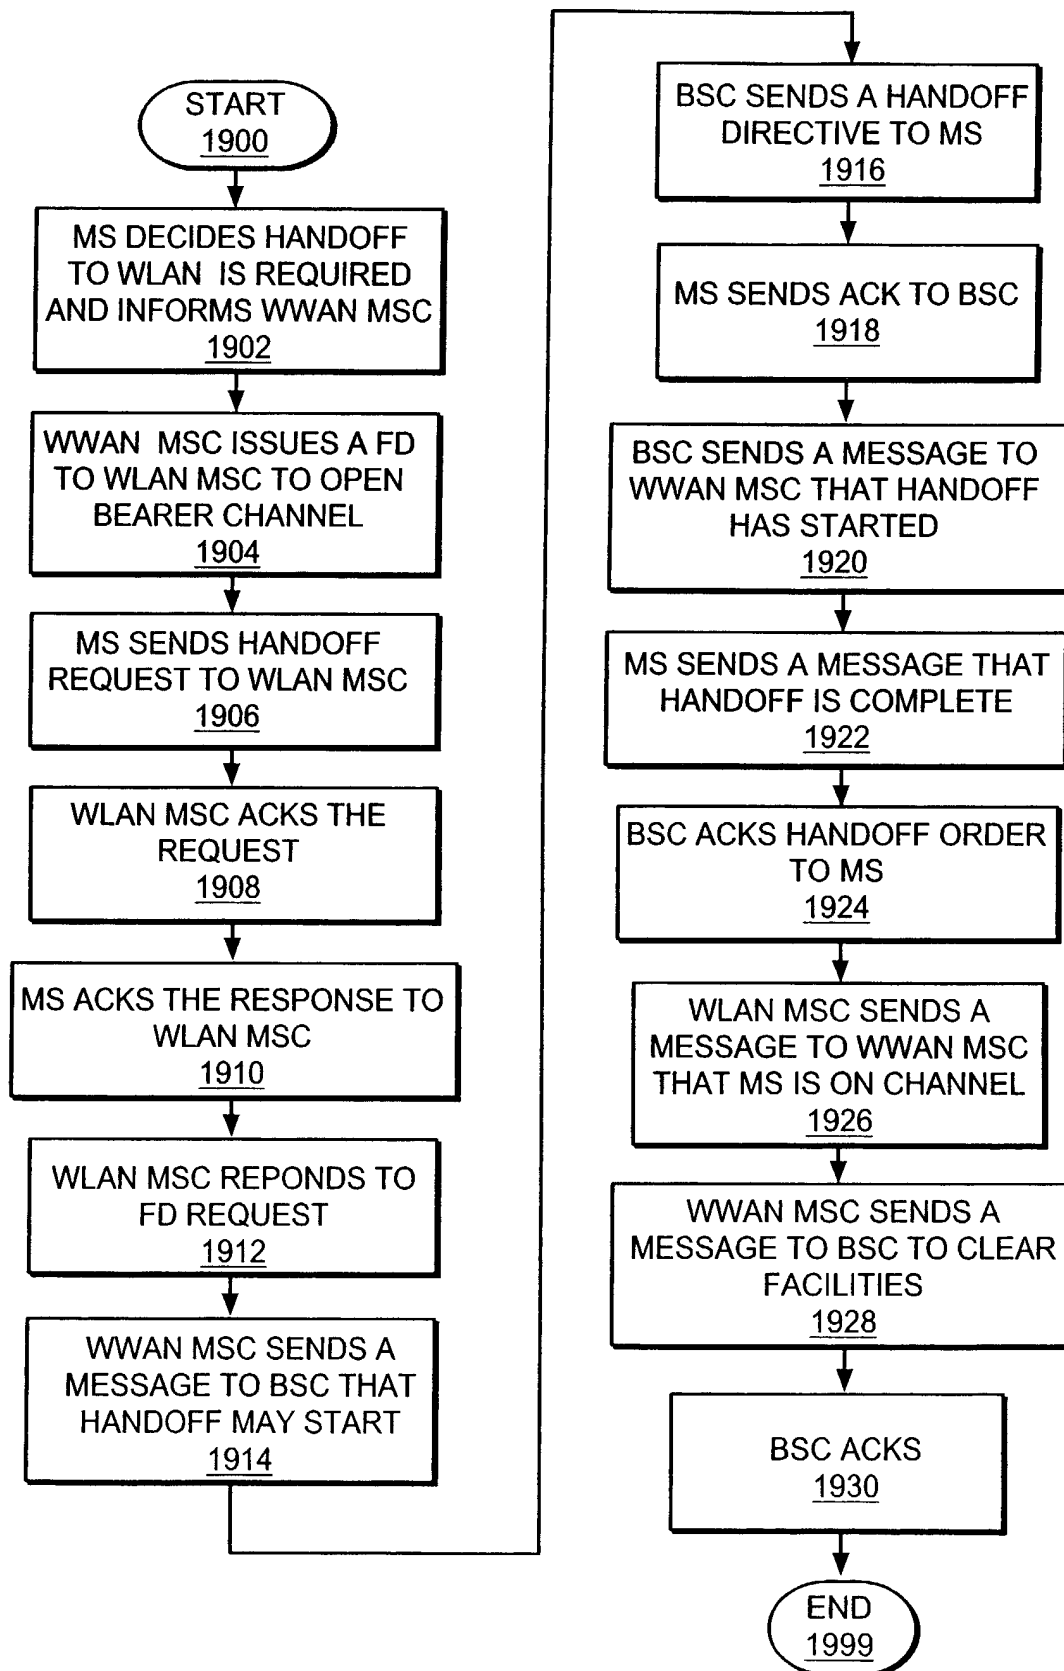 START
1900
MS DECIDES HANDOFF
TO WLAN IS REQUIRED
AND INFORMS WWAN MSC
1902
WWAN MSC ISSUES A FD
TO WLAN MSC TO OPEN
BEARER CHANNEL
1904
MS SENDS HANDOFF
REQUEST TO WLAN MSC
1906
WLAN MSC ACKS THE
REQUEST
1908
MS ACKS THE RESPONSE TO
WLAN MSC
1910
WLAN MSC REPONDS TO
FD REQUEST
1912
WWAN MSC SENDS A
MESSAGE TO BSC THAT
HANDOFF MAY START
1914
BSC SENDS A HANDOFF
DIRECTIVE TO MS
1916
MS SENDS ACK TO BSC
1918
BSC SENDS A MESSAGE TO
WWAN MSC THAT HANDOFF
HAS STARTED
1920
MS SENDS A MESSAGE THAT
HANDOFF IS COMPLETE
1922
BSC ACKS HANDOFF ORDER
TO MS
1924
WLAN MSC SENDS A
MESSAGE TO WWAN MSC
THAT MS IS ON CHANNEL
1926
WWAN MSC SENDS A
MESSAGE TO BSC TO CLEAR
FACILITIES
1928
BSC ACKS
1930
END
1999